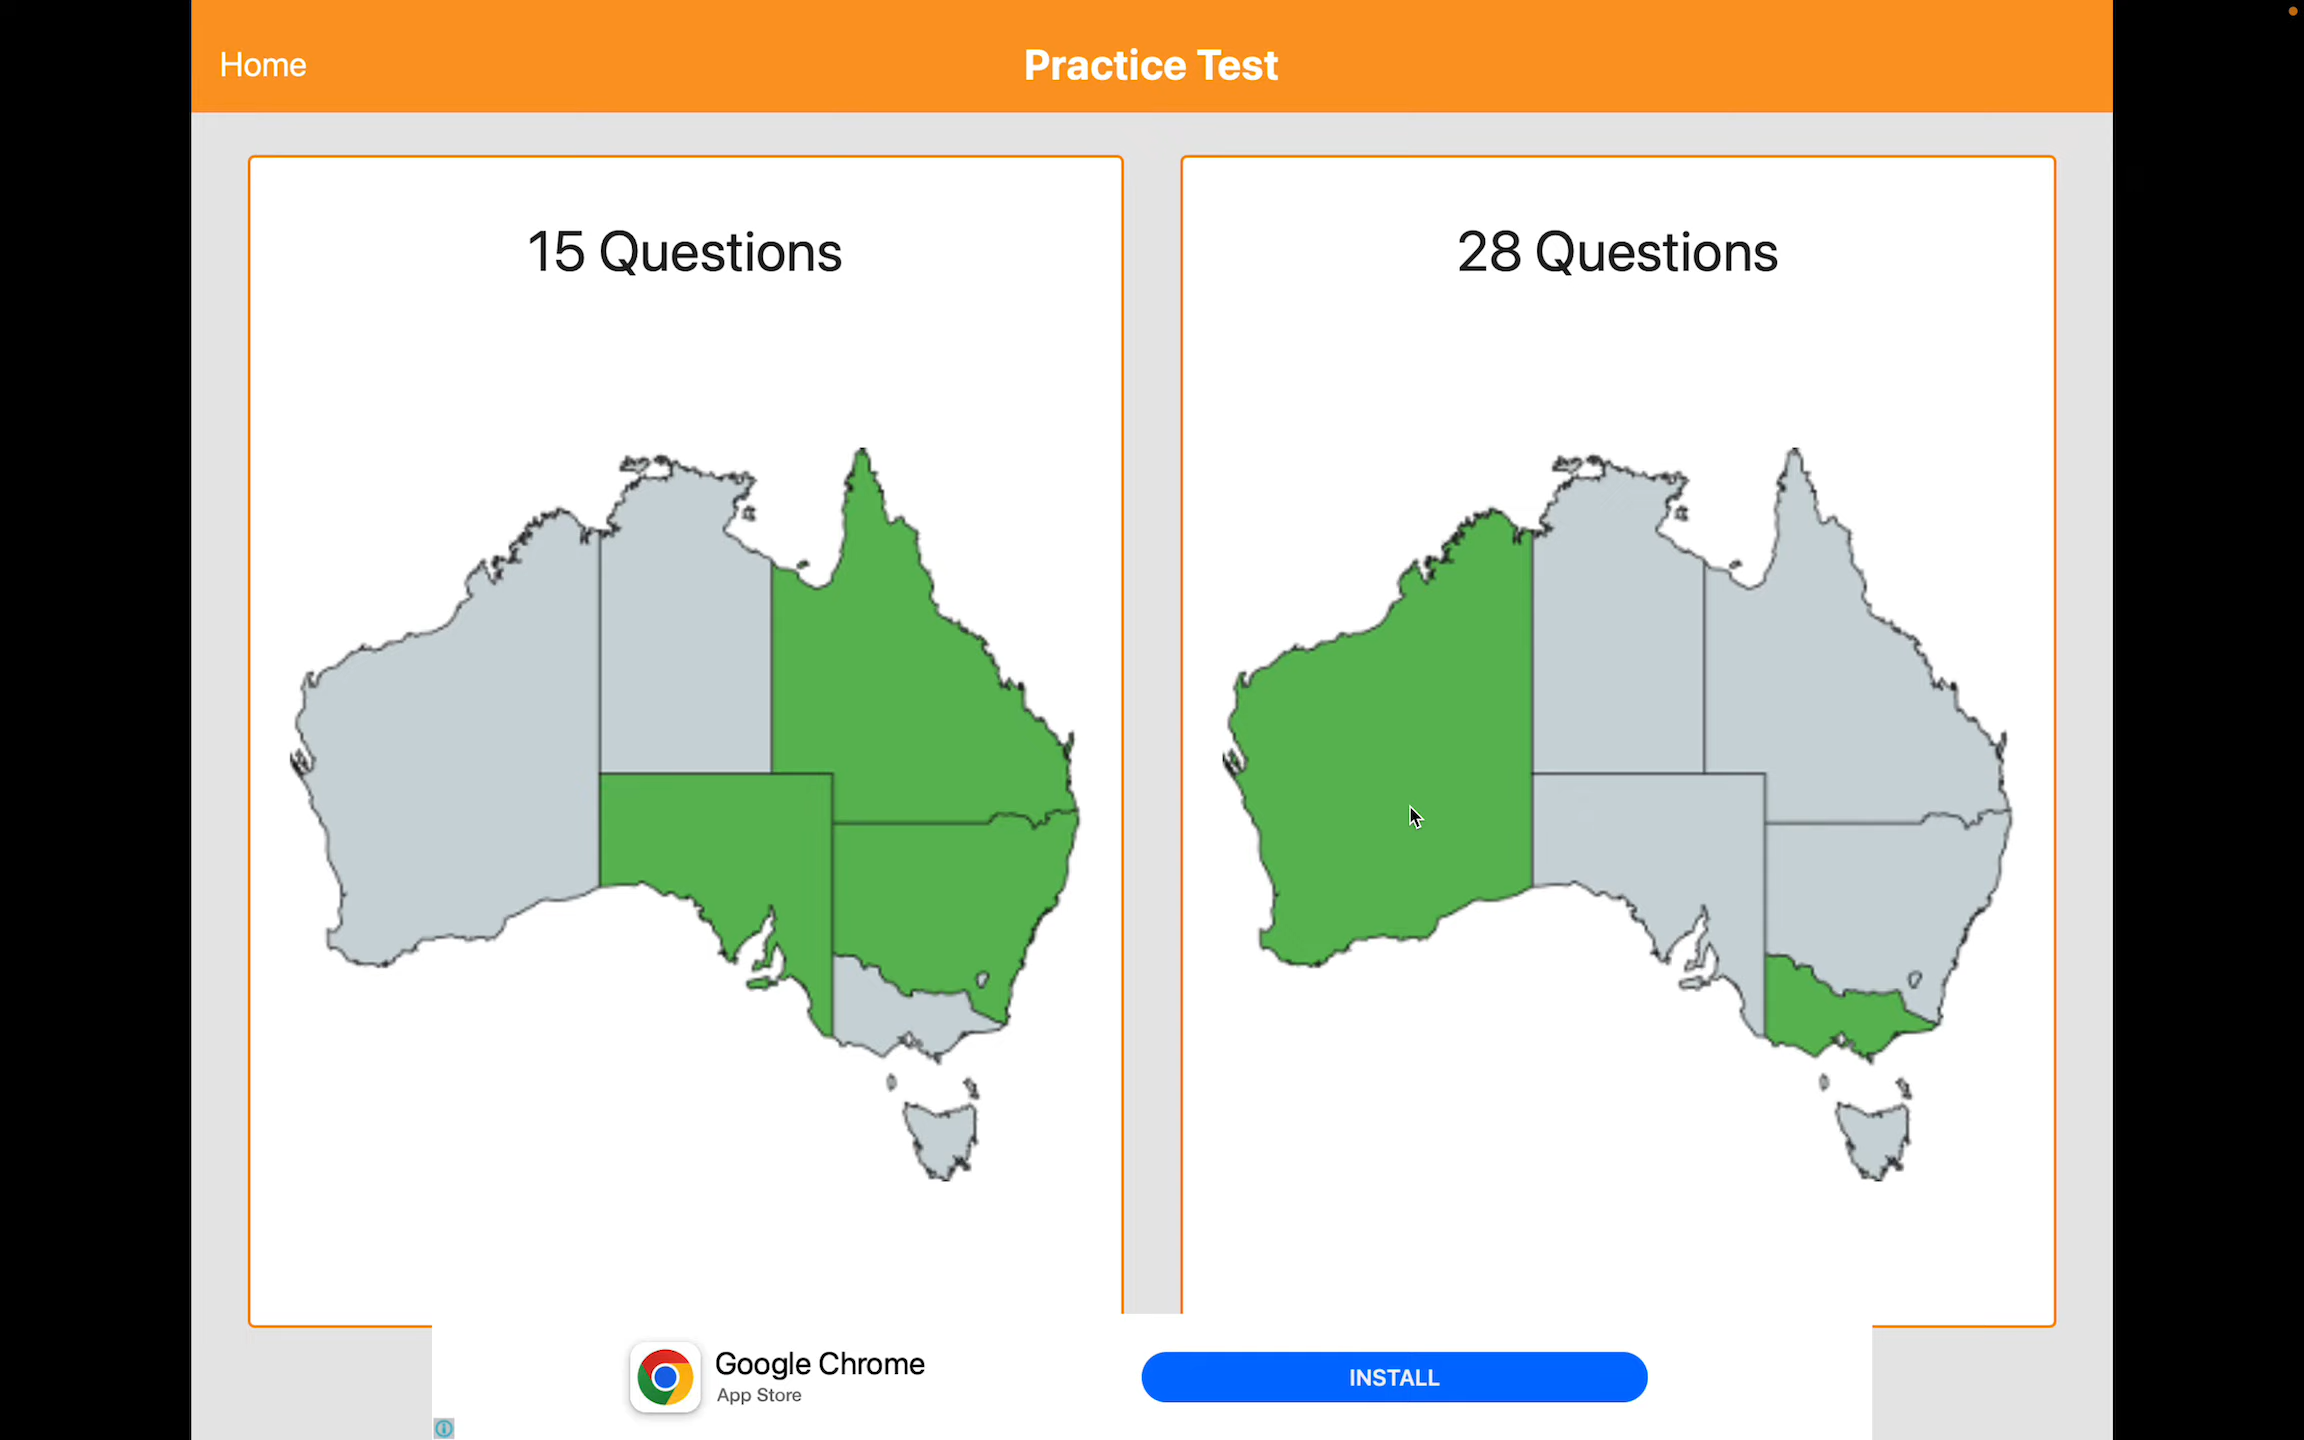 Home
Practice Test
15 Questions
28 Questions
Google Chrome
App Store
INSTALL